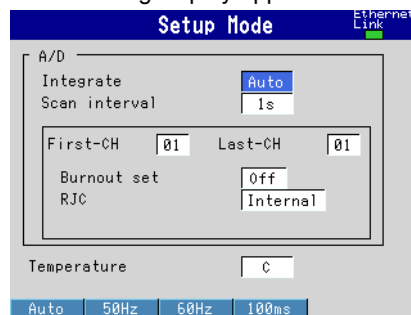 Setup Mode
Ethernet
Link
A/D
Integrate Auto
Scan interval 1s
First-CH 01 Last-CH 01
Burnout set Off
RJC Internal
Temperature C
Auto 50Hz 60Hz 100ms